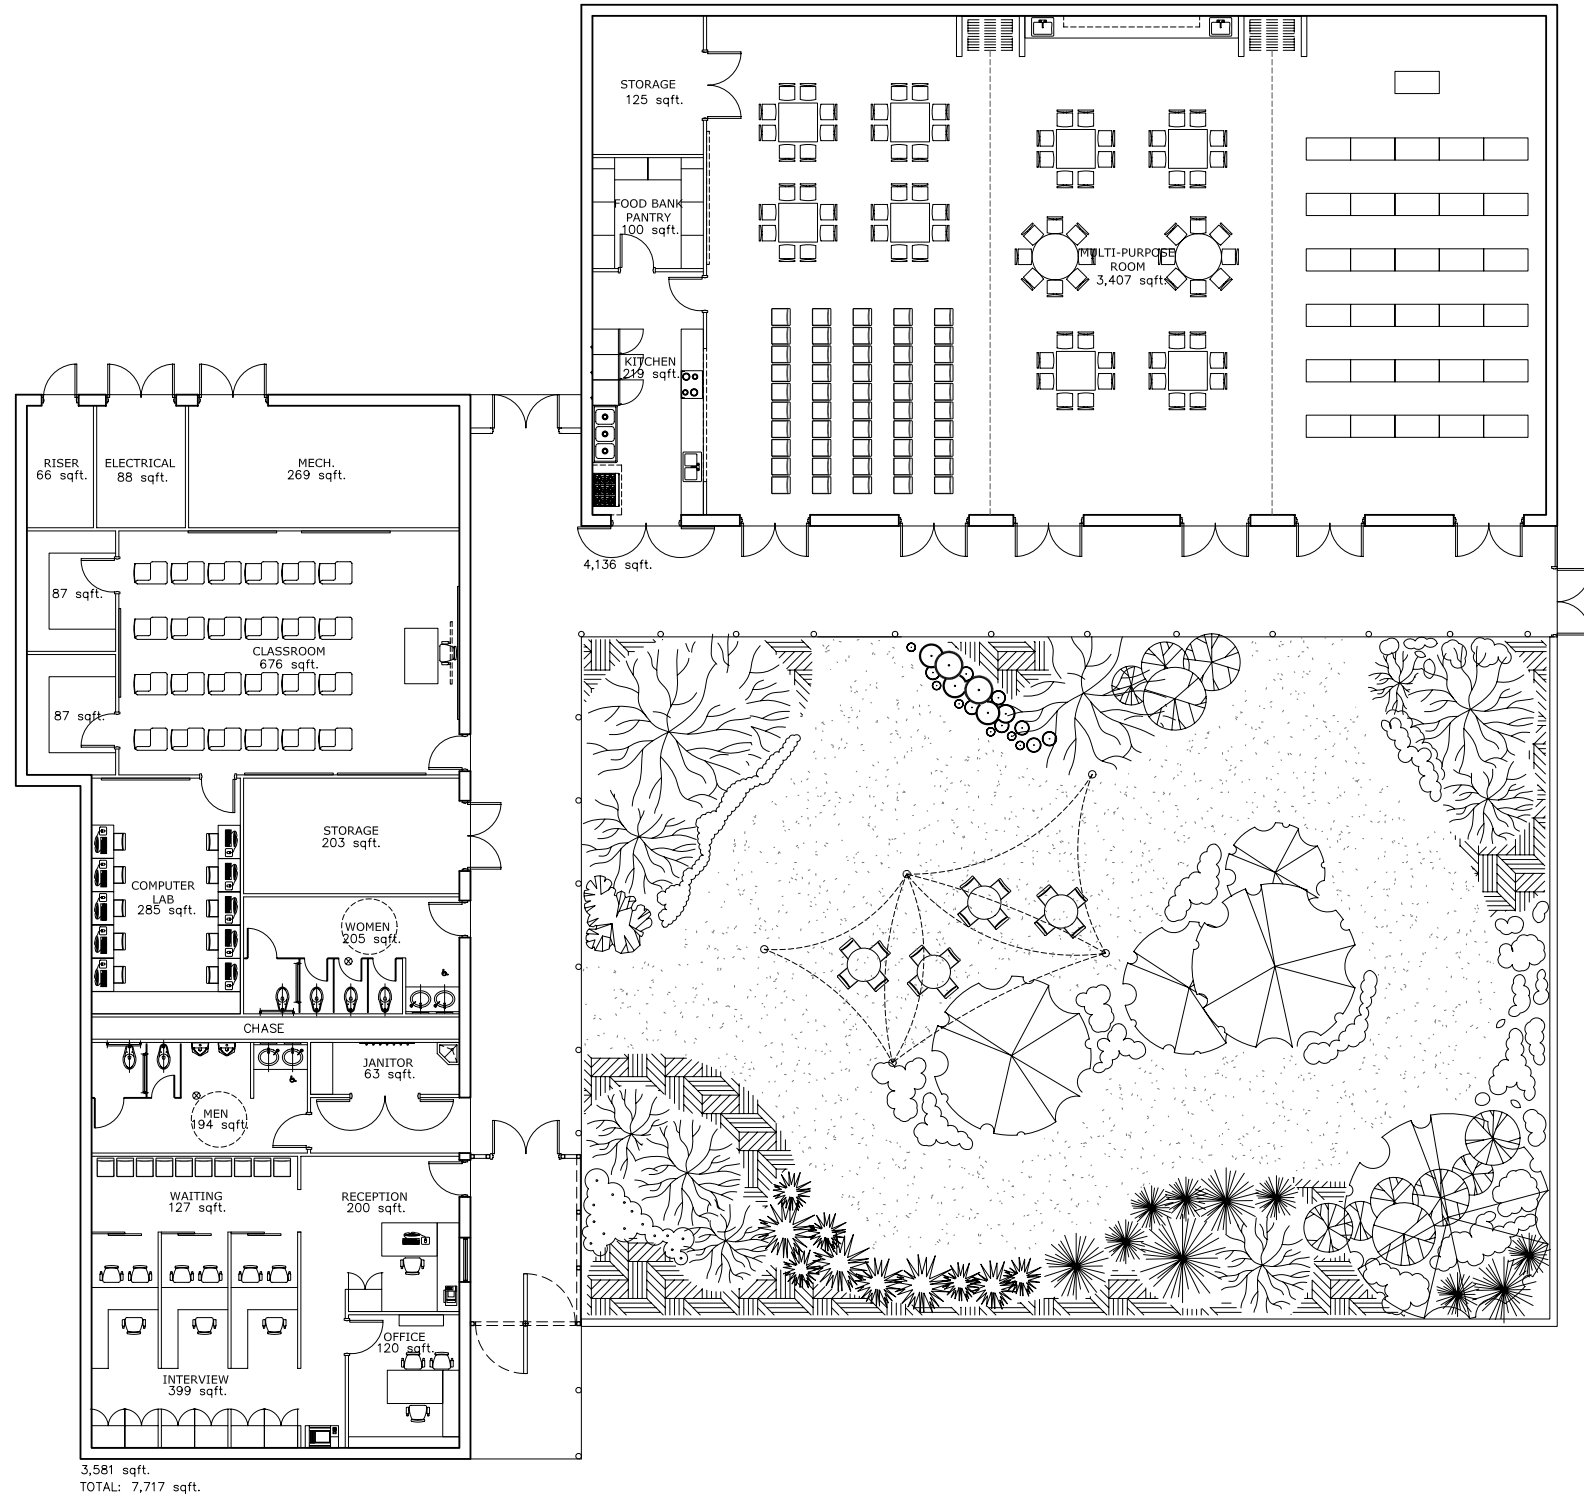 STORAGE
125 sqft.
FOOD BANK
PANTRY
100 sqft.
MULTI-PURPOSE
ROOM
3,407 sqft.
KITCHEN
219 sqft.
4,136 sqft.
RISER
66 sqft.
ELECTRICAL
88 sqft.
MECH.
269 sqft.
87 sqft.
CLASSROOM
676 sqft.
87 sqft.
STORAGE
203 sqft.
COMPUTER
LAB
285 sqft.
WOMEN
205 sqft.
CHASE
JANITOR
63 sqft.
MEN
194 sqft.
WAITING
127 sqft.
RECEPTION
200 sqft.
OFFICE
120 sqft.
INTERVIEW
399 sqft.
3,581 sqft.
TOTAL: 7,717 sqft.